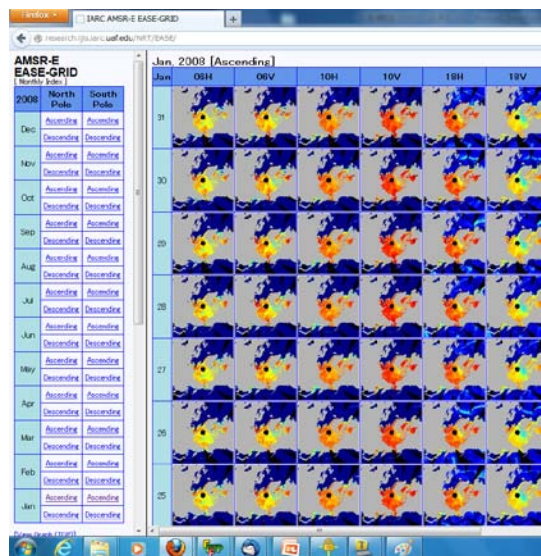 Firefox
IARC AMSR-E EASE-GRID
+
research.ijis.iarc.uaf.edu/NRT/EASE/
AMSR-E
EASE-GRID
[ Monthly Index ]
2008 North Pole South Pole
Dec Ascending Ascending
Descending Descending
Nov Ascending Ascending
Descending Descending
Oct Ascending Ascending
Descending Descending
Sep Ascending Ascending
Descending Descending
Aug Ascending Ascending
Descending Descending
Jul Ascending Ascending
Descending Descending
Jun Ascending Ascending
Descending Descending
May Ascending Ascending
Descending Descending
Apr Ascending Ascending
Descending Descending
Mar Ascending Ascending
Descending Descending
Feb Ascending Ascending
Descending Descending
Jan Ascending Ascending
Descending Descending
Jan, 2008 [Ascending]
Jan 06H 06V 10H 10V 18H 18V
31
30
29
28
27
26
25